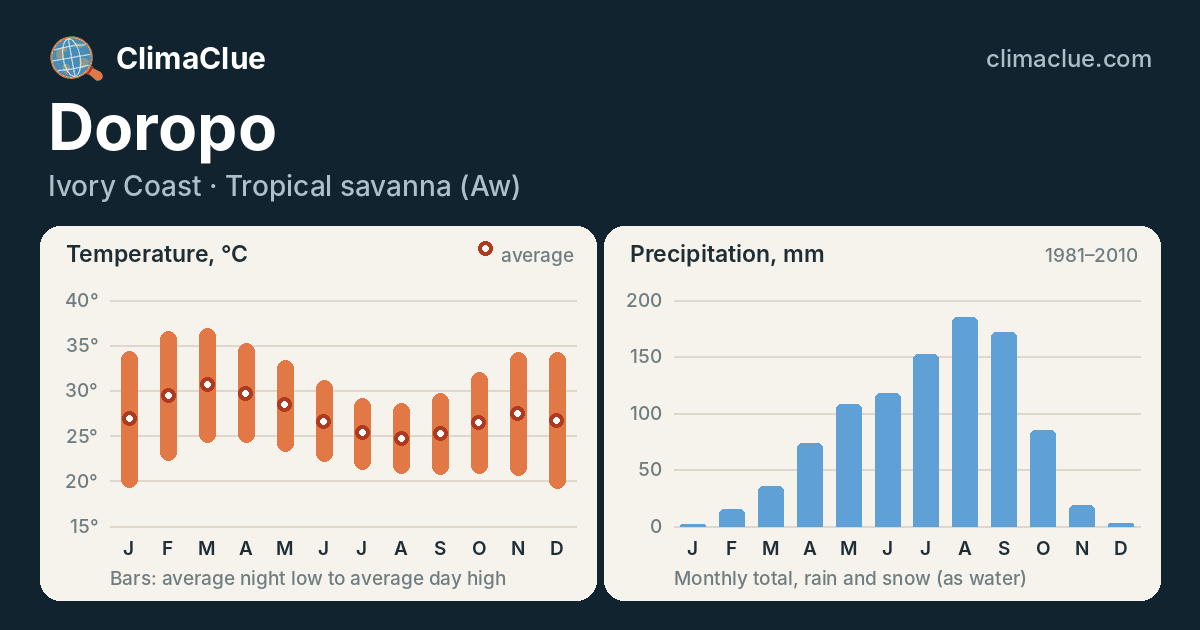 ClimaClue
climaclue.com
Doropo
Ivory Coast · Tropical savanna (Aw)
Temperature, °C
average
40°
35°
30°
25°
20°
15°
J F M A M J J A S O N D
Bars: average night low to average day high
Precipitation, mm
1981–2010
200
150
100
50
0
J F M A M J J A S O N D
Monthly total, rain and snow (as water)